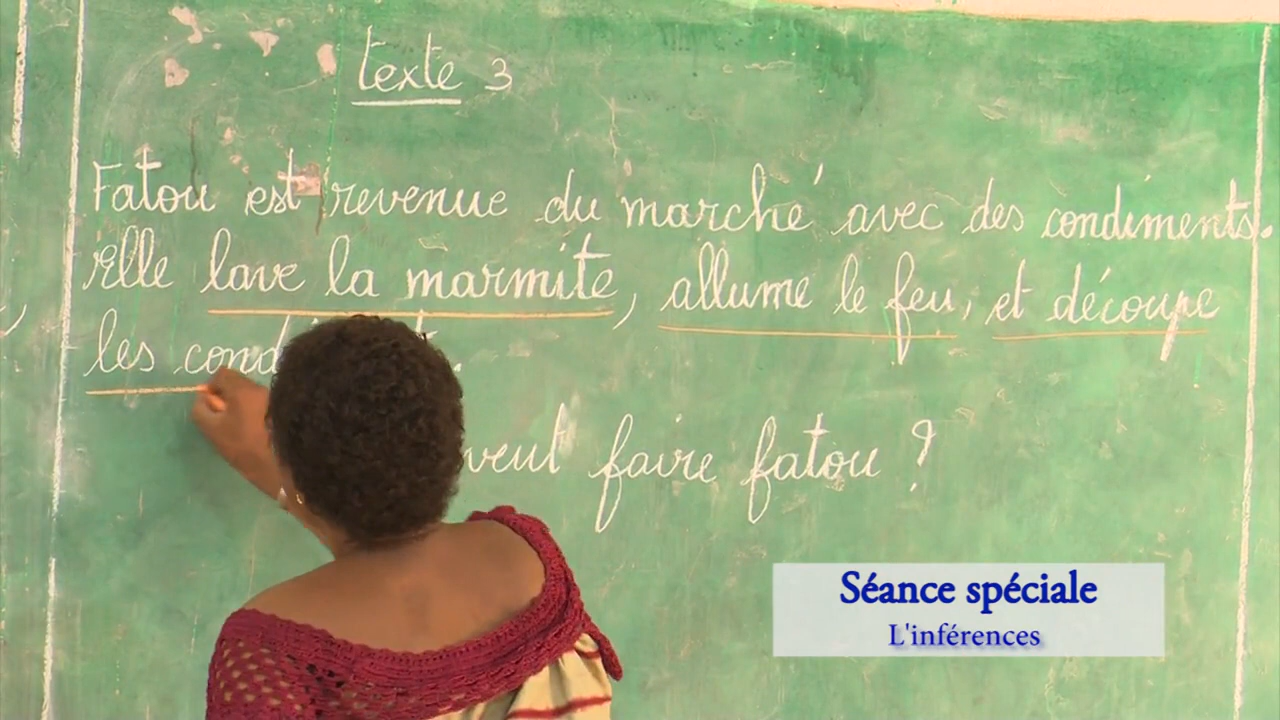 texte 3
Fatou est revenue du marché avec des condiments.
Elle lave la marmite, allume le feu, et découpe
les cond
veut faire fatou ?
Séance spéciale
L'inférences